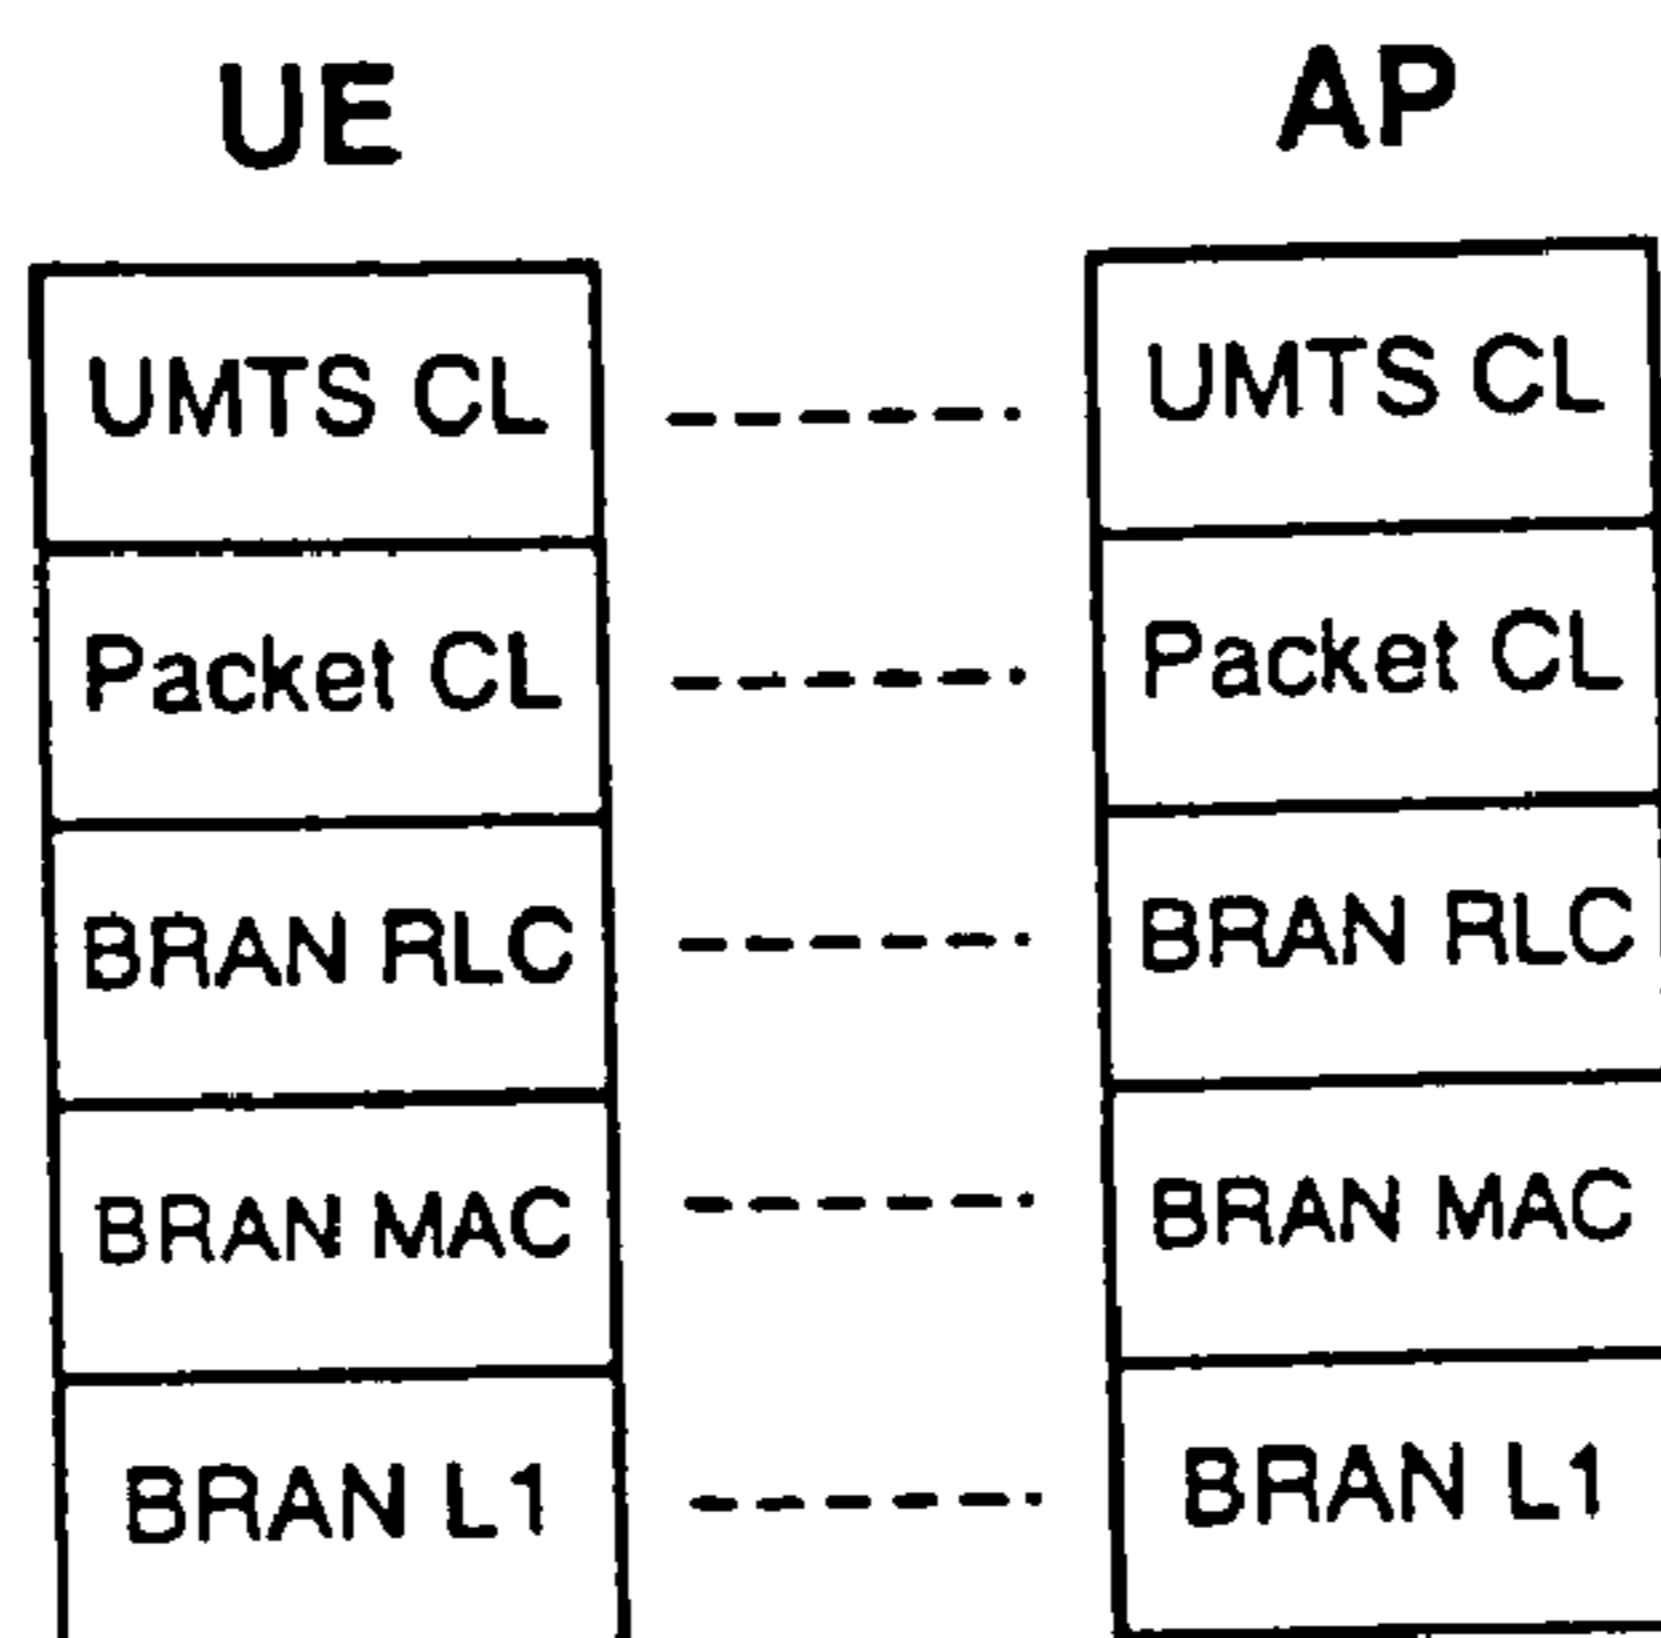 UE
AP
UMTS CL
UMTS CL
Packet CL
Packet CL
BRAN RLC
BRAN RLC
BRAN MAC
BRAN MAC
BRAN L1
BRAN L1